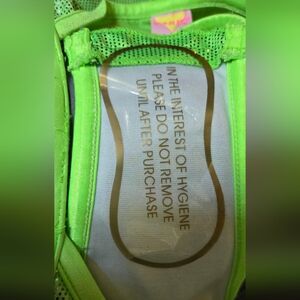 IN THE INTEREST OF HYGIENE
PLEASE DO NOT REMOVE
UNTIL AFTER PURCHASE